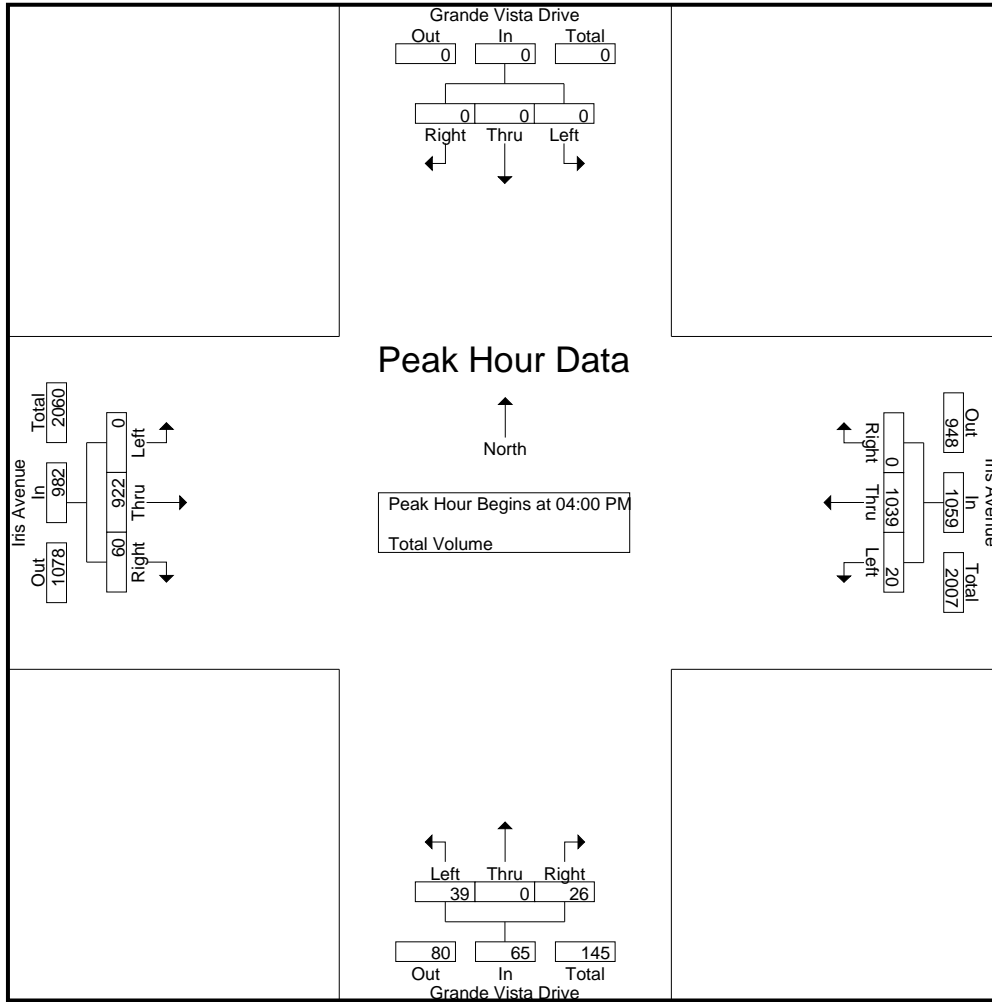 Grande Vista Drive
Out In Total
0 0 0
0 0 0
Right Thru Left
Peak Hour Data
North
Peak Hour Begins at 04:00 PM
Total Volume
Iris Avenue
Out In Total
1078 982 2060
60 922 0
Right Thru Left
Right Thru Left
0 1039 20
Out In Total
948 1059 2007
Iris Avenue
Left Thru Right
39 0 26
80 65 145
Out In Total
Grande Vista Drive